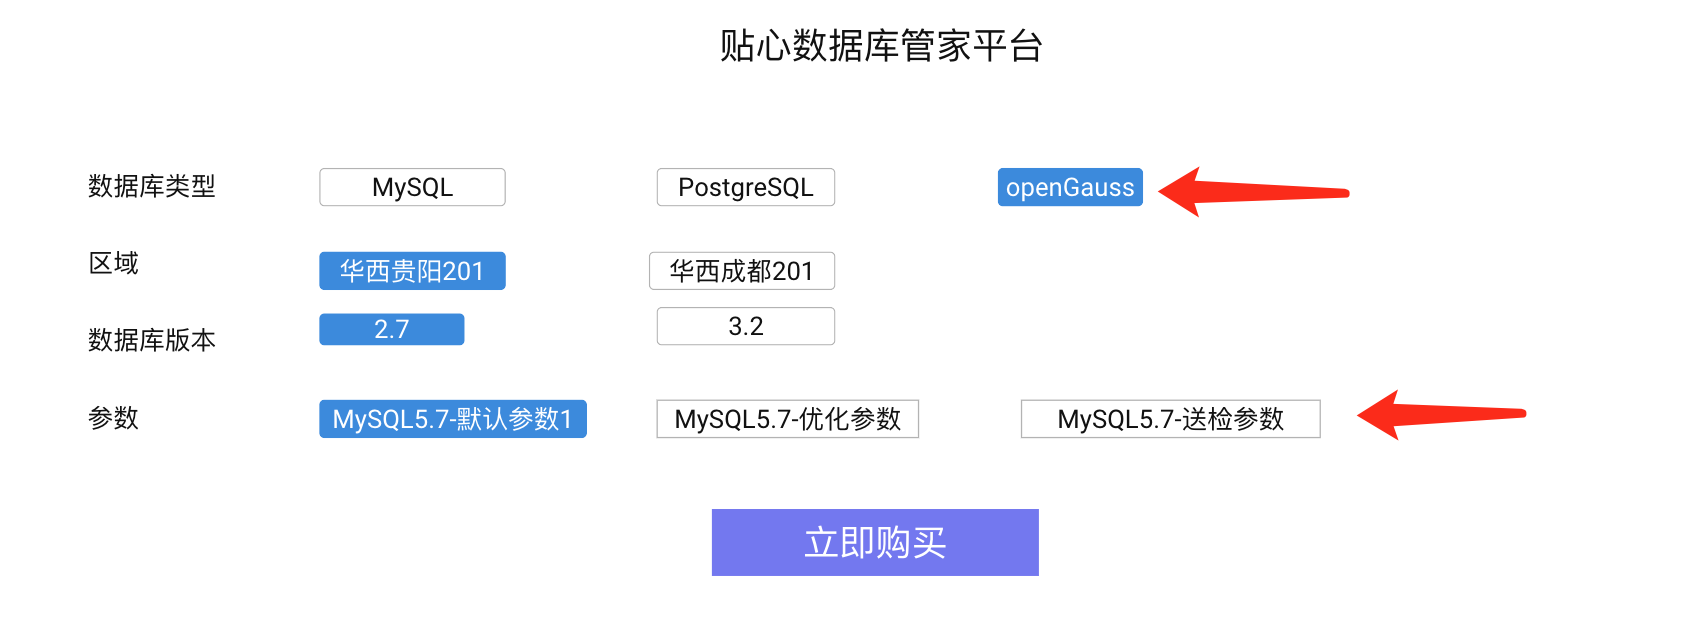 贴心数据库管家平台
数据库类型 MySQL PostgreSQL openGauss
区域 华西贵阳201 华西成都201
数据库版本 2.7 3.2
参数 MySQL5.7-默认参数1 MySQL5.7-优化参数 MySQL5.7-送检参数
立即购买